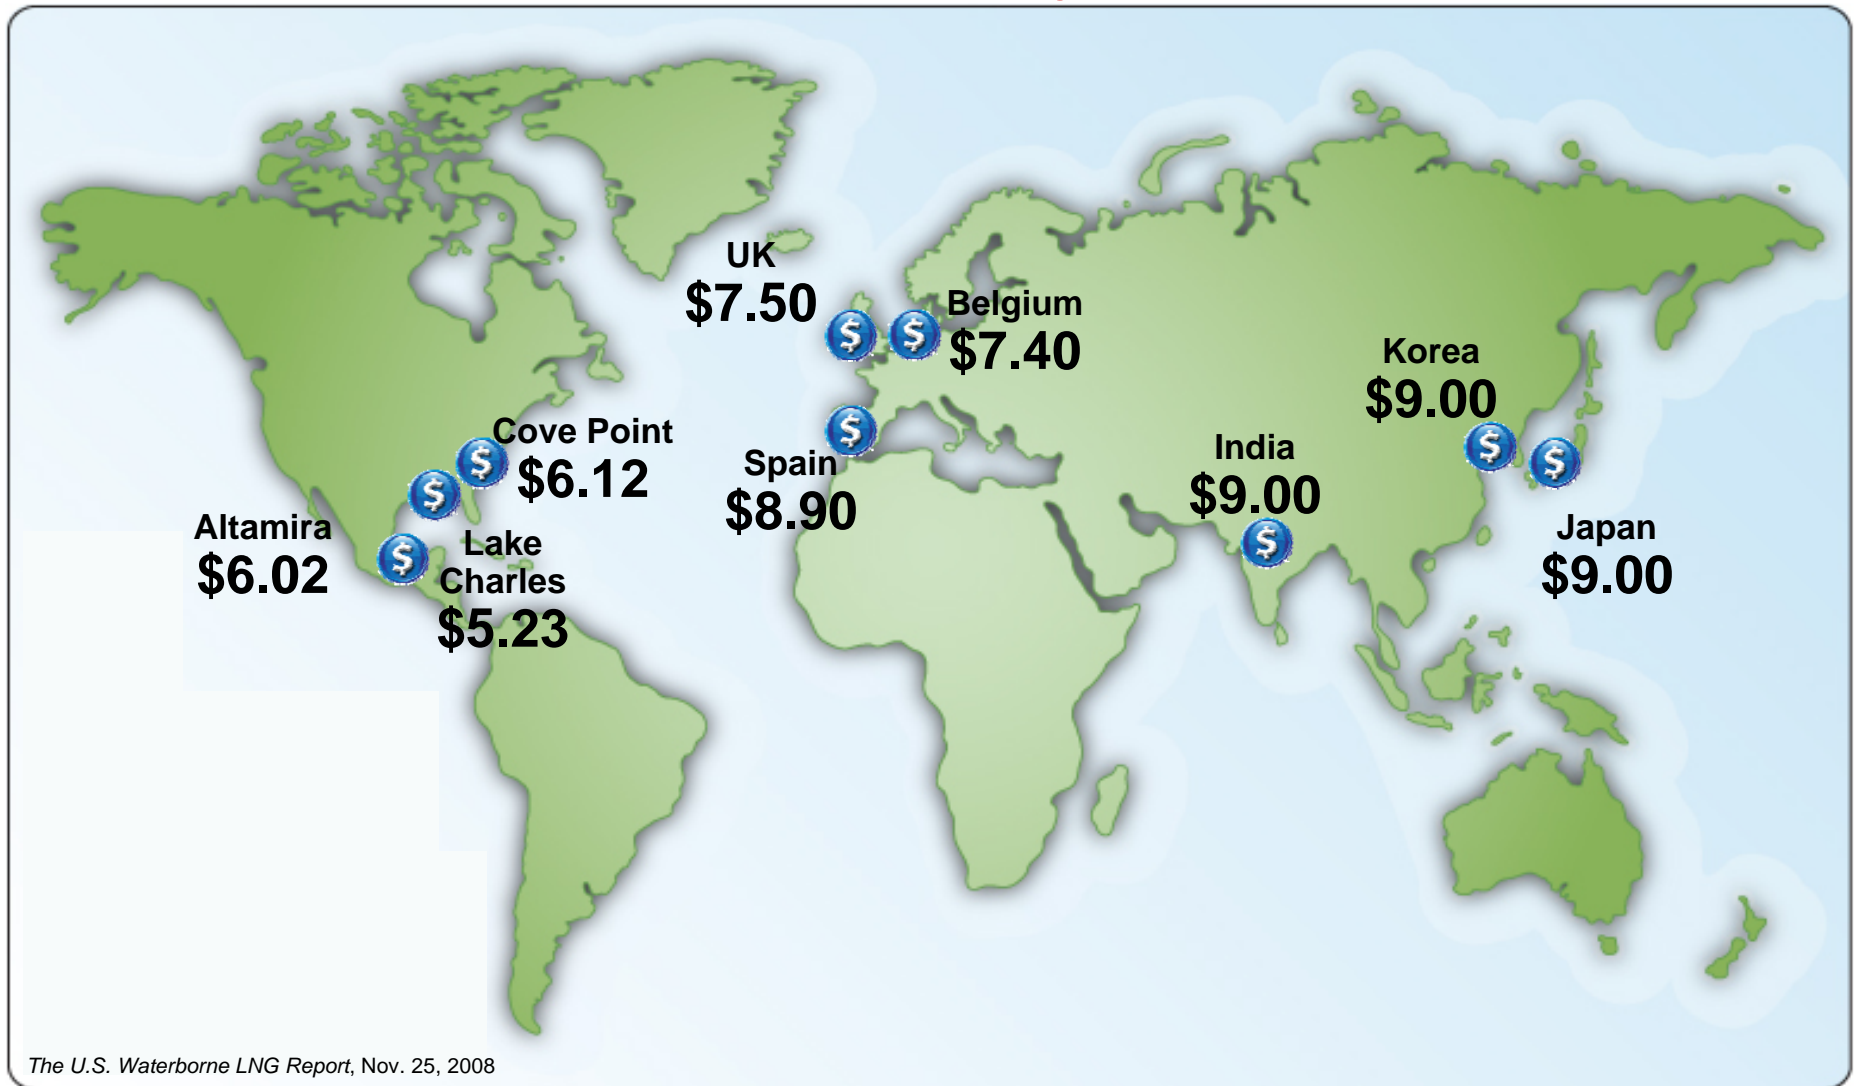 UK
$7.50
Belgium
$7.40
Korea
$9.00
Cove Point
$6.12
India
$9.00
Spain
$8.90
Altamira
$6.02
Lake
Charles
$5.23
Japan
$9.00
The U.S. Waterborne LNG Report, Nov. 25, 2008